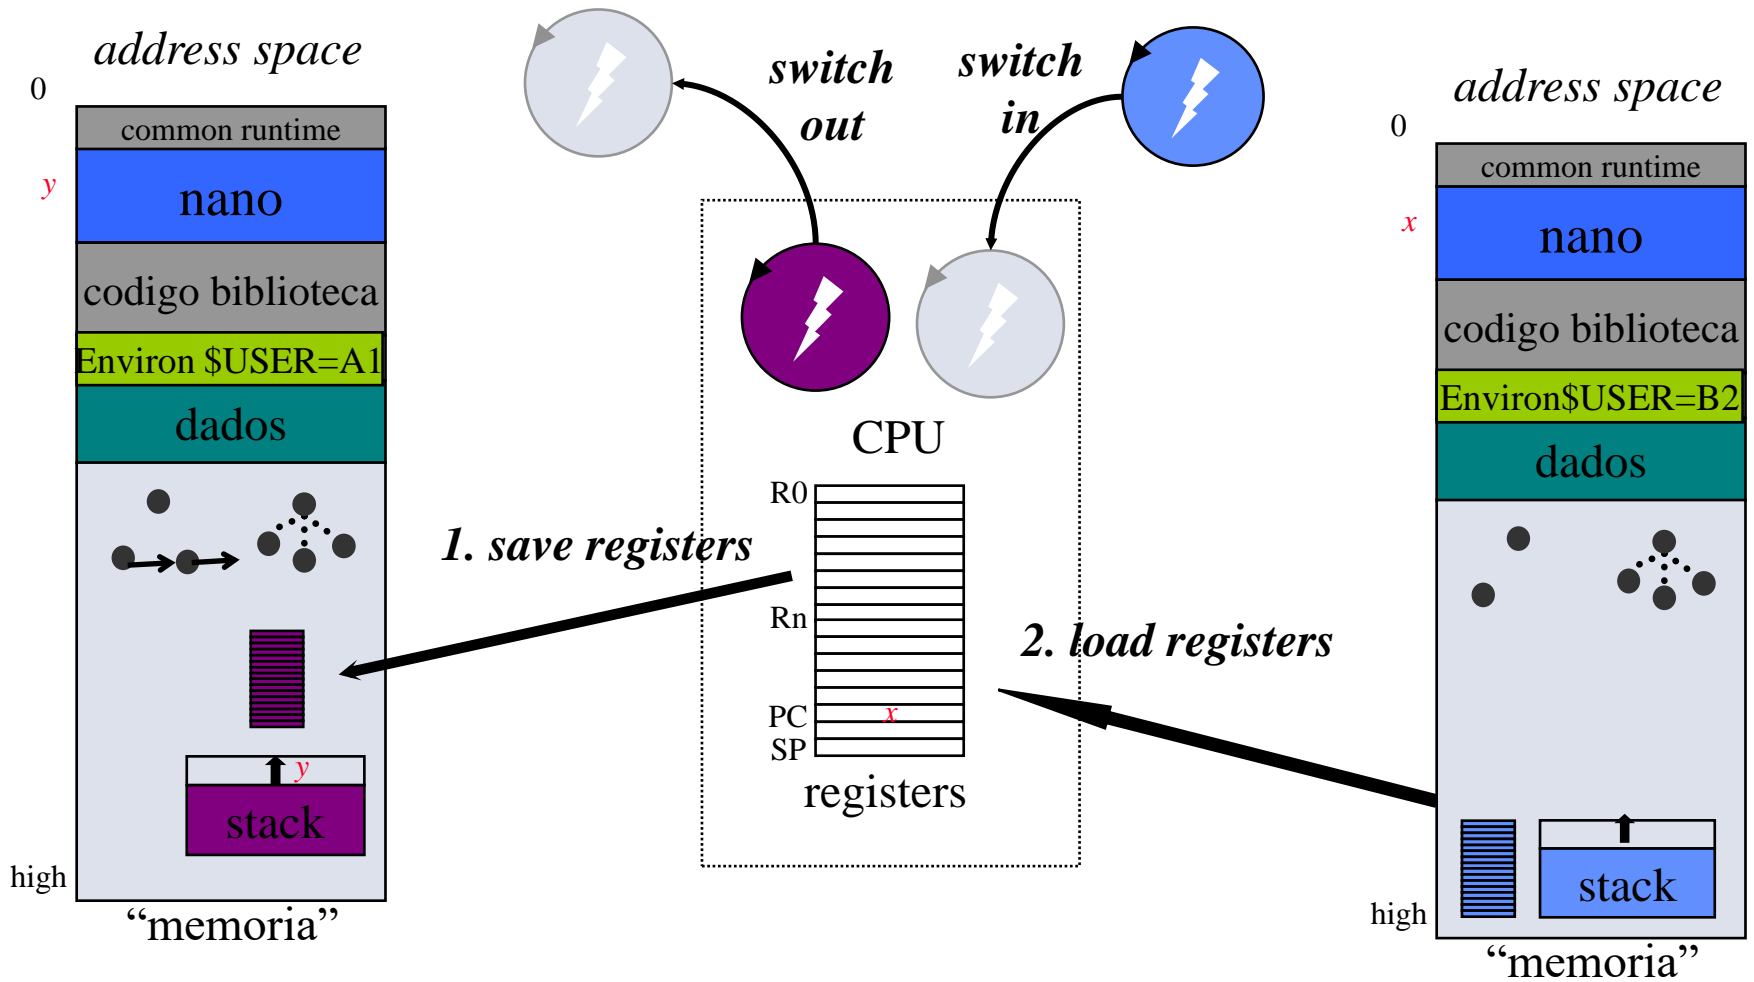 address space
0
common runtime
y
nano
codigo biblioteca
Environ $USER=A1
dados
y
stack
high
“memoria”
switch
out
switch
in
CPU
R0
1. save registers
Rn
2. load registers
PC
x
SP
registers
address space
0
common runtime
x
nano
codigo biblioteca
Environ$USER=B2
dados
stack
high
“memoria”